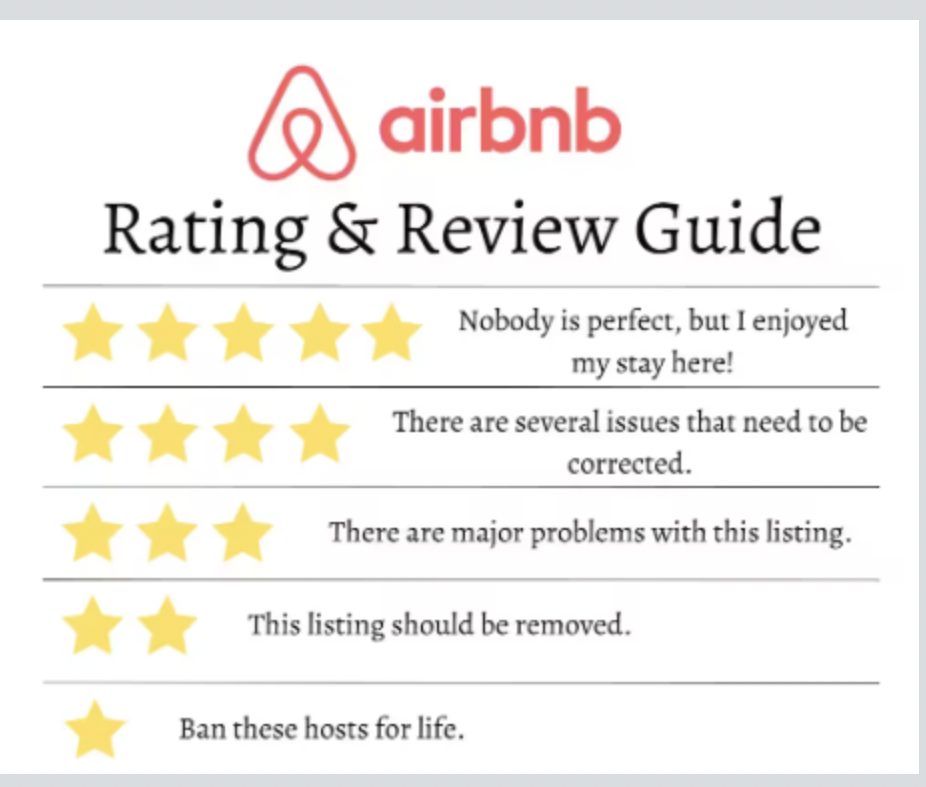 airbnb
Rating & Review Guide
Nobody is perfect, but I enjoyed
my stay here!
There are several issues that need to be
corrected.
There are major problems with this listing.
This listing should be removed.
Ban these hosts for life.